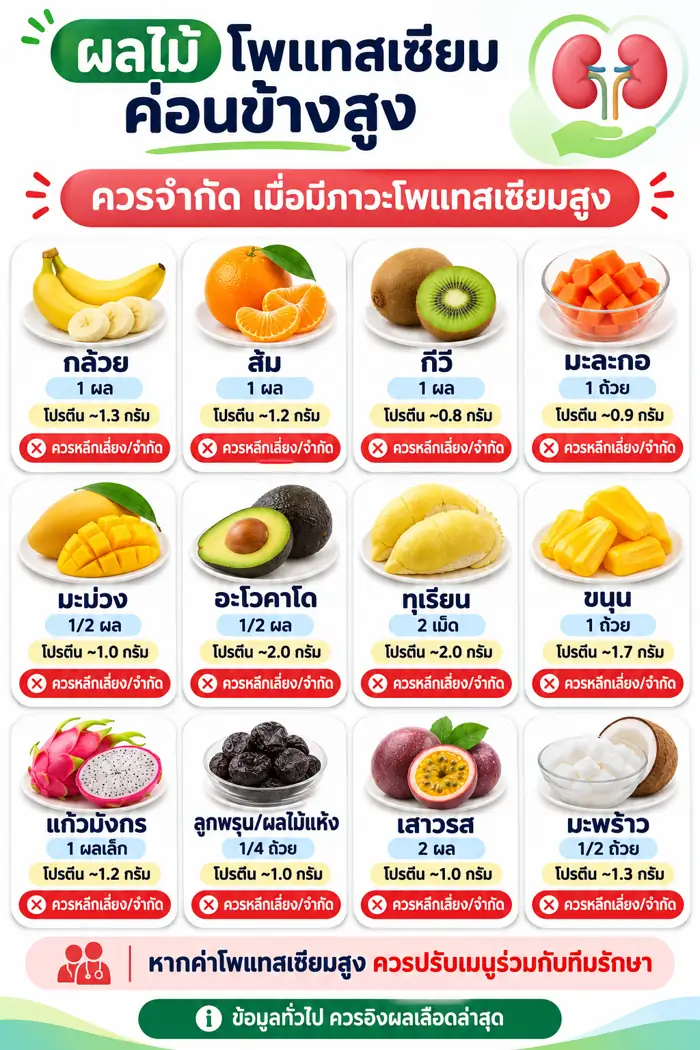 ผลไม้ โพแทสเซียม
ค่อนข้างสูง
ควรจำกัด เมื่อมีภาวะโพแทสเซียมสูง
กล้วย
1 ผล
โปรตีน ~1.3 กรัม
ควรหลีกเลี่ยง/จำกัด
ส้ม
1 ผล
โปรตีน ~1.2 กรัม
ควรหลีกเลี่ยง/จำกัด
กีวี
1 ผล
โปรตีน ~0.8 กรัม
ควรหลีกเลี่ยง/จำกัด
มะละกอ
1 ถ้วย
โปรตีน ~0.9 กรัม
ควรหลีกเลี่ยง/จำกัด
มะม่วง
1/2 ผล
โปรตีน ~1.0 กรัม
ควรหลีกเลี่ยง/จำกัด
อะโวคาโด
1/2 ผล
โปรตีน ~2.0 กรัม
ควรหลีกเลี่ยง/จำกัด
ทุเรียน
2 เม็ด
โปรตีน ~2.0 กรัม
ควรหลีกเลี่ยง/จำกัด
ขนุน
1 ถ้วย
โปรตีน ~1.7 กรัม
ควรหลีกเลี่ยง/จำกัด
แก้วมังกร
1 ผลเล็ก
โปรตีน ~1.2 กรัม
ควรหลีกเลี่ยง/จำกัด
ลูกพรุน/ผลไม้แห้ง
1/4 ถ้วย
โปรตีน ~1.0 กรัม
ควรหลีกเลี่ยง/จำกัด
เสาวรส
2 ผล
โปรตีน ~1.0 กรัม
ควรหลีกเลี่ยง/จำกัด
มะพร้าว
1/2 ถ้วย
โปรตีน ~1.3 กรัม
ควรหลีกเลี่ยง/จำกัด
หากค่าโพแทสเซียมสูง ควรปรับเมนูร่วมกับทีมรักษา
ข้อมูลทั่วไป ควรอิงผลเลือดล่าสุด